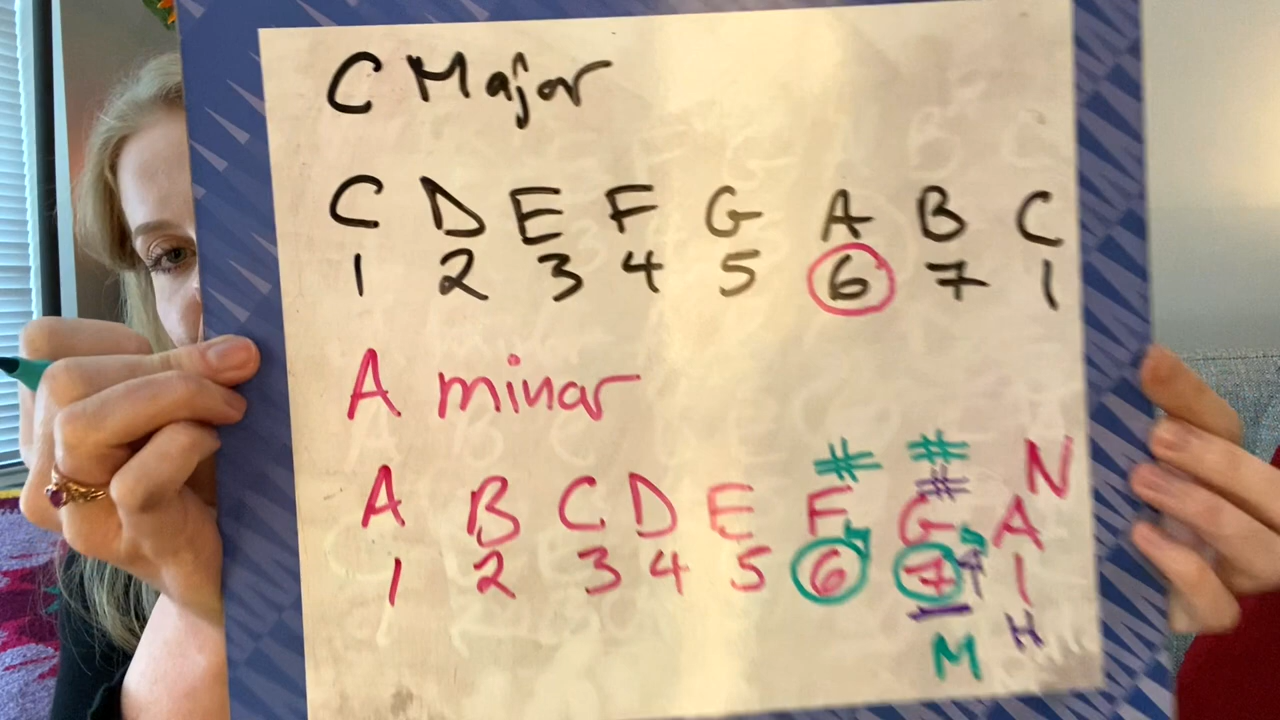 C Major
C D E F G A B C
1 2 3 4 5 6 7 1
A minor
# # N
#
A B C D E F G A
1 2 3 4 5 6 7 1
M H